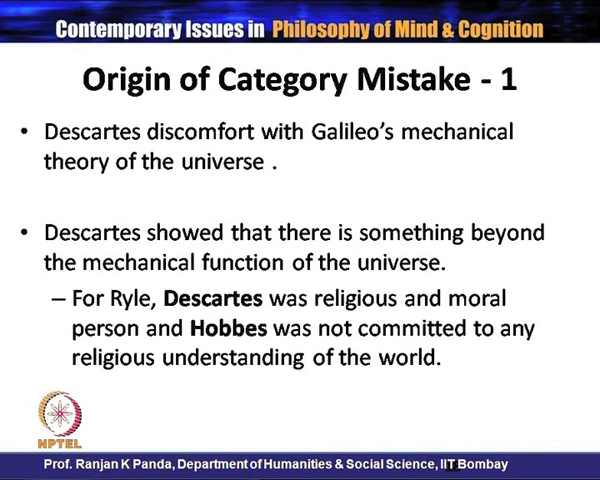 Contemporary Issues in Philosophy of Mind & Cognition
Origin of Category Mistake - 1
• Descartes discomfort with Galileo's mechanical
theory of the universe .
• Descartes showed that there is something beyond
the mechanical function of the universe.
– For Ryle, Descartes was religious and moral
person and Hobbes was not committed to any
religious understanding of the world.
NPTEL
Prof. Ranjan K Panda, Department of Humanities & Social Science, IIT Bombay